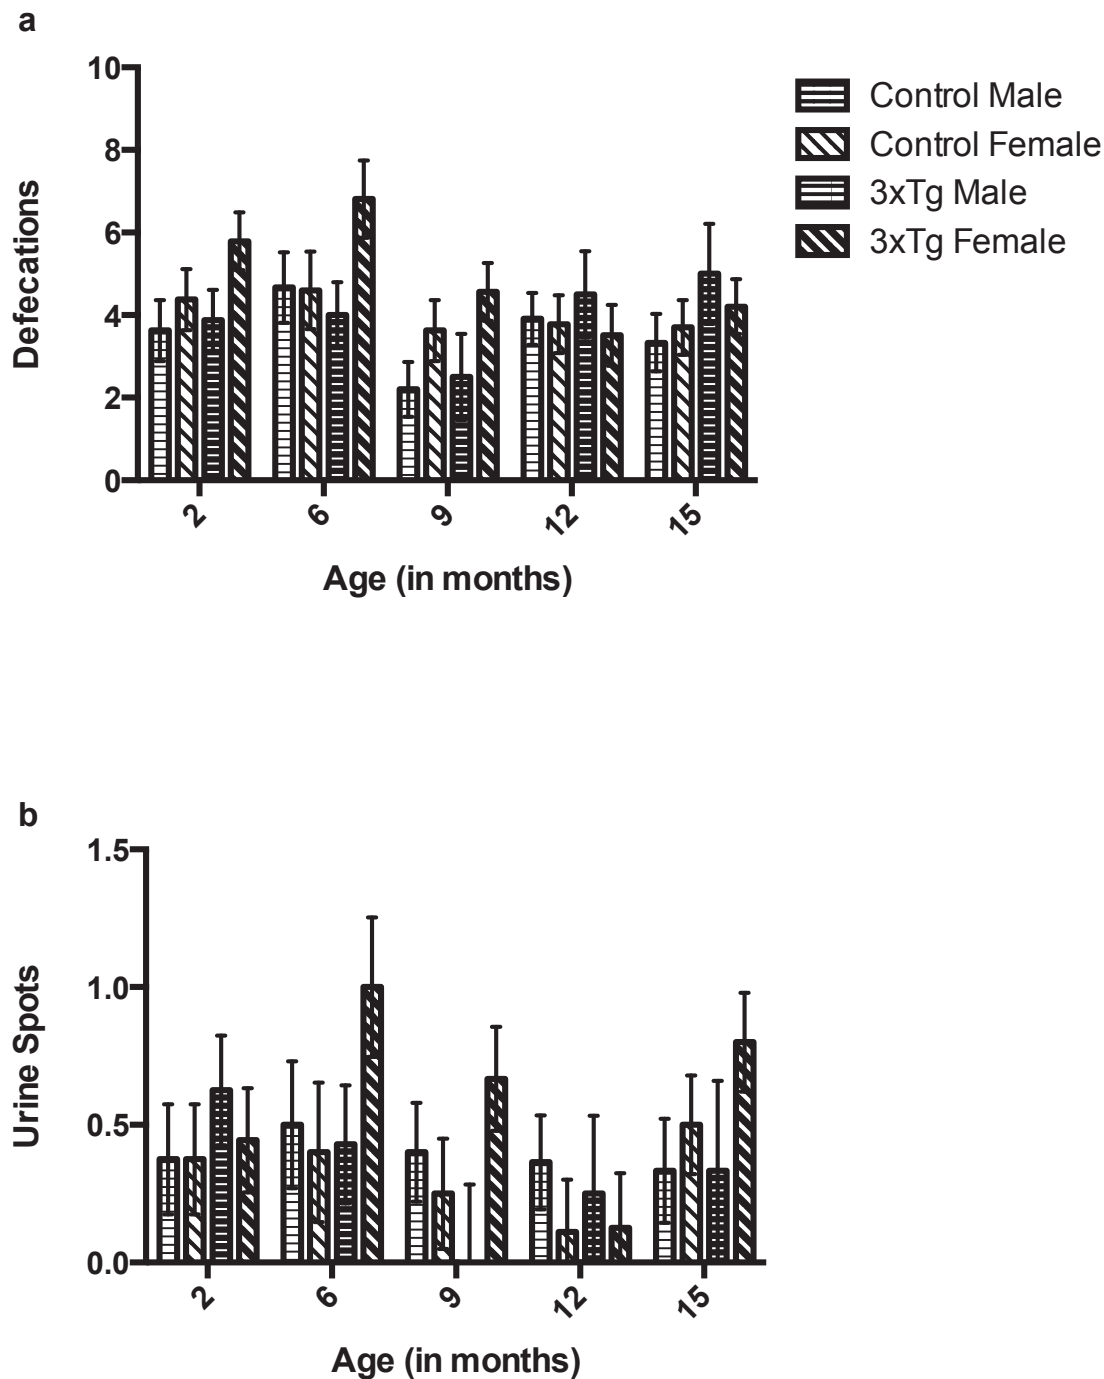 a
10
8
6
4
2
0
Defecations
2
6
9
12
15
Age (in months)
Control Male
Control Female
3xTg Male
3xTg Female
b
1.5
1.0
0.5
0.0
Urine Spots
2
6
9
12
15
Age (in months)